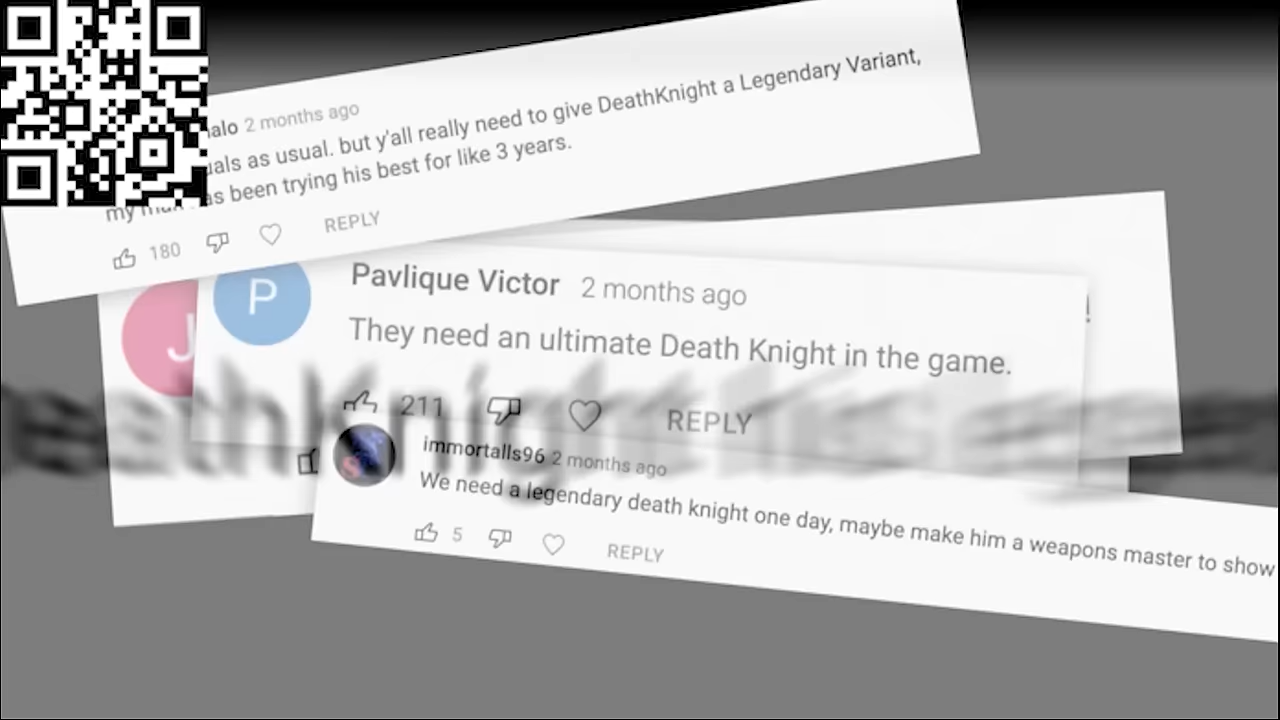 alo 2 months ago
uals as usual. but y'all really need to give DeathKnight a Legendary Variant,
my as been trying his best for like 3 years.
180 REPLY
P Pavlique Victor 2 months ago
J
They need an ultimate Death Knight in the game.
211 REPLY
immortalls96 2 months ago
We need a legendary death knight one day, maybe make him a weapons master to show
5 REPLY